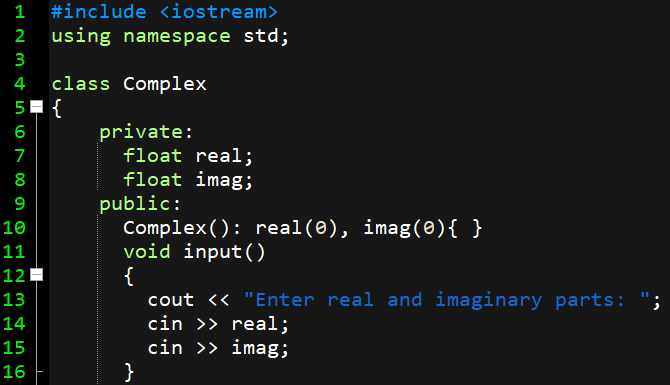 1 #include <iostream>
2 using namespace std;
3
4 class Complex
5 {
6     private:
7       float real;
8       float imag;
9     public:
10       Complex(): real(0), imag(0){ }
11       void input()
12       {
13         cout << "Enter real and imaginary parts: ";
14         cin >> real;
15         cin >> imag;
16       }